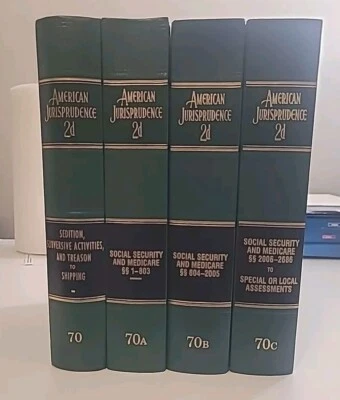 AMERICAN
JURISPRUDENCE
2d
SEDITION,
SUBVERSIVE ACTIVITIES,
AND TREASON
TO
SHIPPING
70
AMERICAN
JURISPRUDENCE
2d
SOCIAL SECURITY
AND MEDICARE
§§ 1–803
70A
AMERICAN
JURISPRUDENCE
2d
SOCIAL SECURITY
AND MEDICARE
§§ 804–2005
70B
AMERICAN
JURISPRUDENCE
2d
SOCIAL SECURITY
AND MEDICARE
§§ 2006–2586
TO
SPECIAL OR LOCAL
ASSESSMENTS
70C